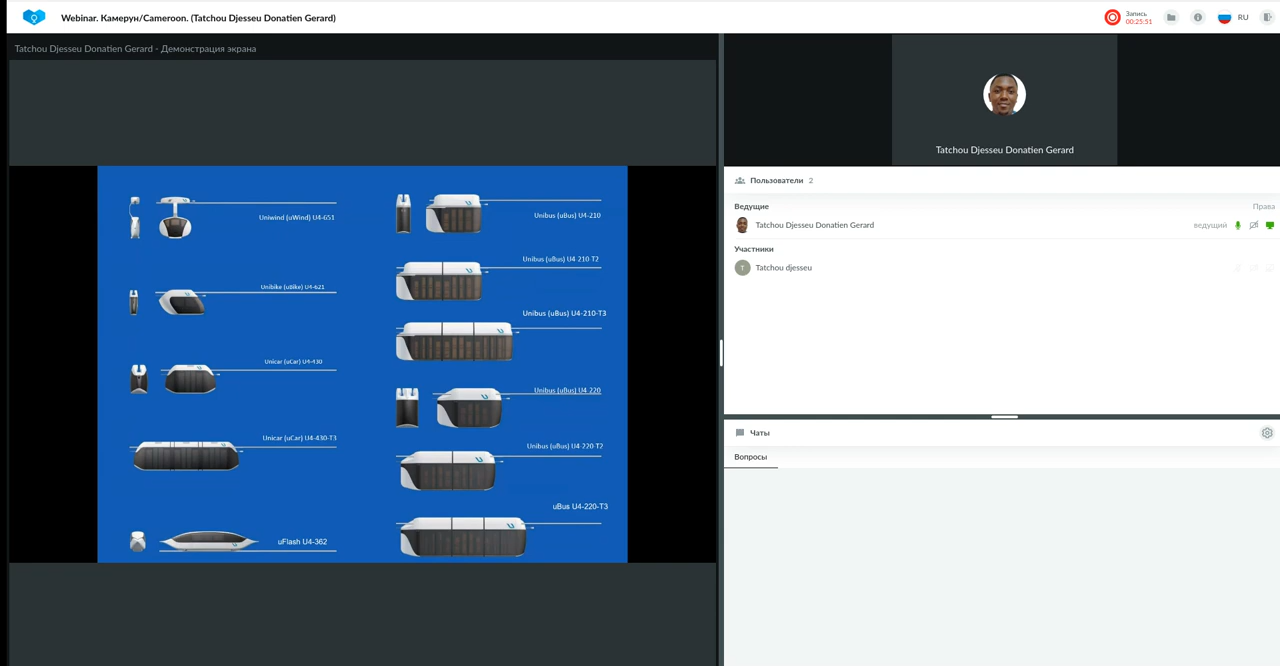 Webinar. Камерун/Cameroon. (Tatchou Djesseu Donatien Gerard)
Запись
00:25:51
RU
Tatchou Djesseu Donatien Gerard - Демонстрация экрана
Uniwind (uWind) U4-651
Unibike (uBike) U4-621
Unicar (uCar) U4-430
Unicar (uCar) U4-430-T3
uFlash U4-362
Unibus (uBus) U4-210
Unibus (uBus) U4-210-T2
Unibus (uBus) U4-210-T3
Unibus (uBus) U4-220
Unibus (uBus) U4-220-T2
uBus U4-220-T3
Tatchou Djesseu Donatien Gerard
Пользователи 2
Ведущие Права
Tatchou Djesseu Donatien Gerard ведущий
Участники
T Tatchou djesseu
Чаты
Вопросы